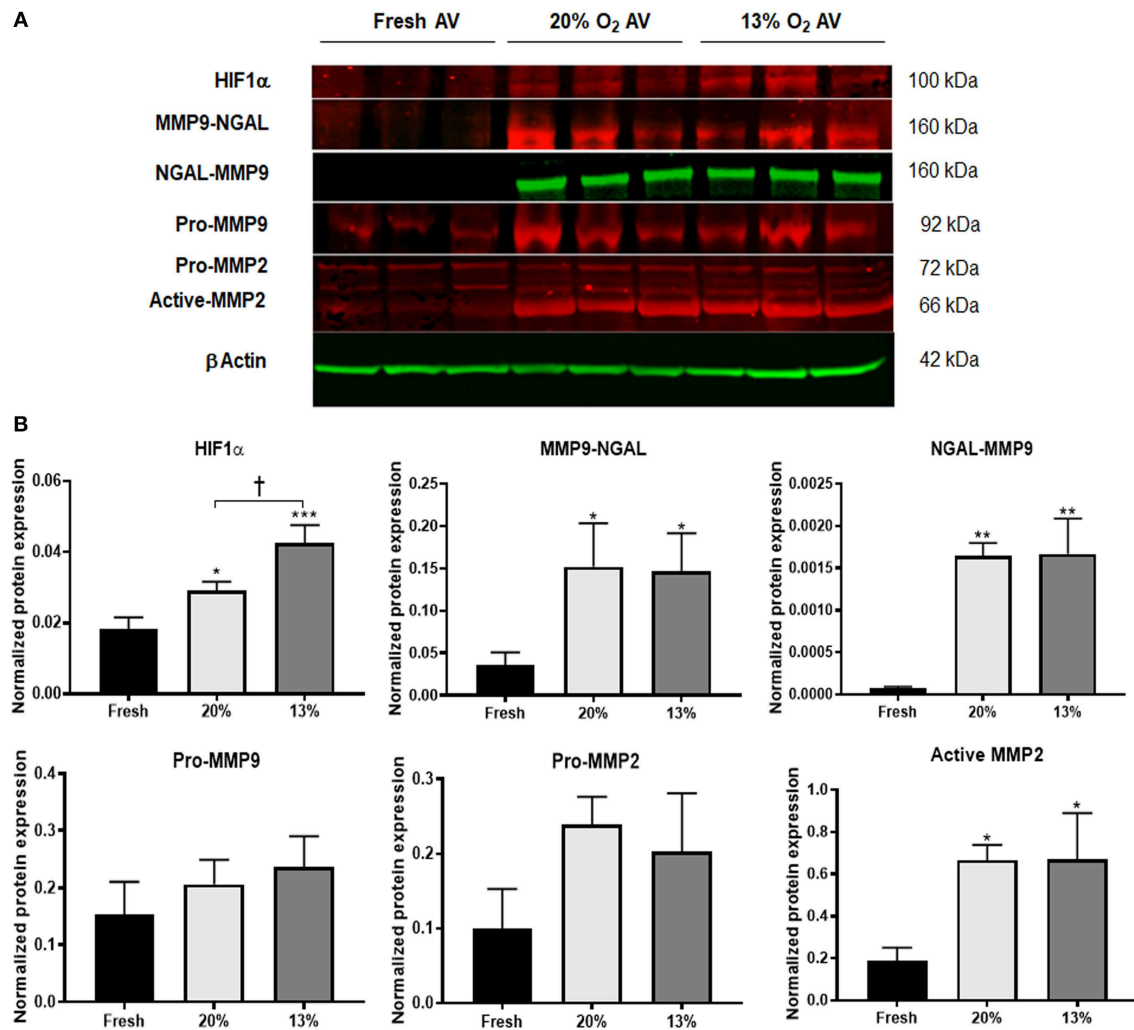 A
Fresh AV 20% O2 AV 13% O2 AV
HIF1α 100 kDa
MMP9-NGAL 160 kDa
NGAL-MMP9 160 kDa
Pro-MMP9 92 kDa
Pro-MMP2 72 kDa
Active-MMP2 66 kDa
βActin 42 kDa
B
HIF1α
Normalized protein expression
0.06
0.04
0.02
0.00
†
*
***
Fresh 20% 13%
MMP9-NGAL
Normalized protein expression
0.25
0.20
0.15
0.10
0.05
0.00
*
*
Fresh 20% 13%
NGAL-MMP9
Normalized protein expression
0.0025
0.0020
0.0015
0.0010
0.0005
0.0000
**
**
Fresh 20% 13%
Pro-MMP9
Normalized protein expression
0.4
0.3
0.2
0.1
0.0
Fresh 20% 13%
Pro-MMP2
Normalized protein expression
0.3
0.2
0.1
0.0
Fresh 20% 13%
Active MMP2
Normalized protein expression
1.0
0.8
0.6
0.4
0.2
0.0
*
*
Fresh 20% 13%